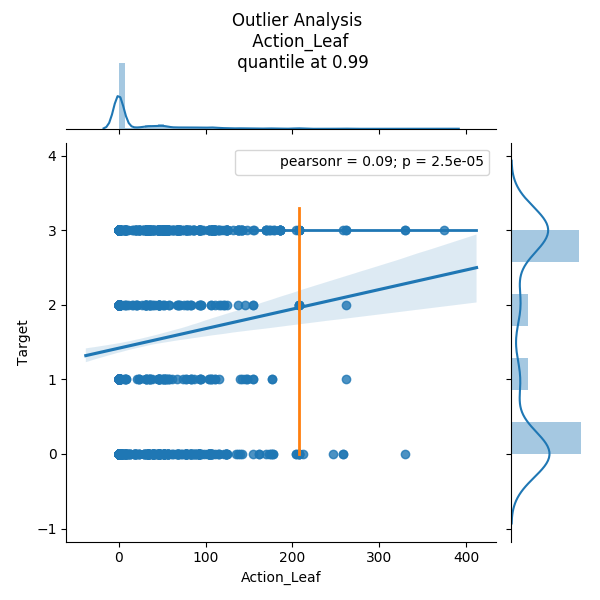 Outlier Analysis
Action_Leaf
quantile at 0.99
pearsonr = 0.09; p = 2.5e-05
4
3
2
1
0
−1
Target
0 100 200 300 400
Action_Leaf